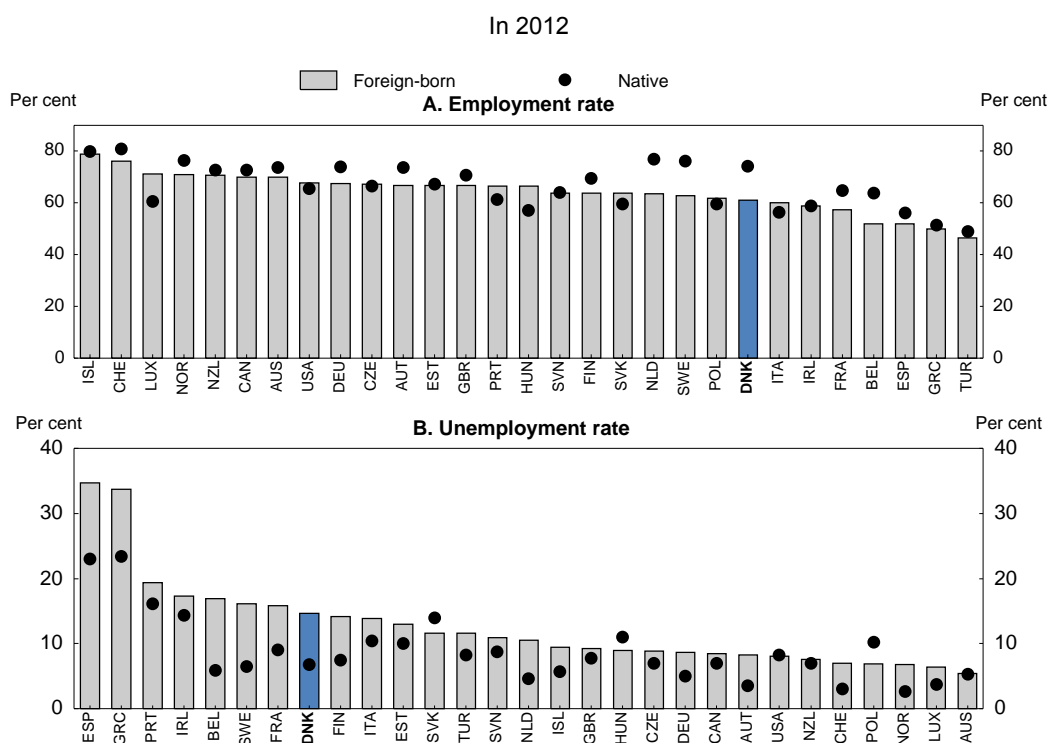 In 2012
Foreign-born Native
Per cent A. Employment rate Per cent
80 80
60 60
40 40
20 20
0 0
ISL CHE LUX NOR NZL CAN AUS USA DEU CZE AUT EST GBR PRT HUN SVN FIN SVK NLD SWE POL DNK ITA IRL FRA BEL ESP GRC TUR
Per cent B. Unemployment rate Per cent
40 40
30 30
20 20
10 10
0 0
ESP GRC PRT IRL BEL SWE FRA DNK FIN ITA EST SVK TUR SVN NLD ISL GBR HUN CZE DEU CAN AUT USA NZL CHE POL NOR LUX AUS